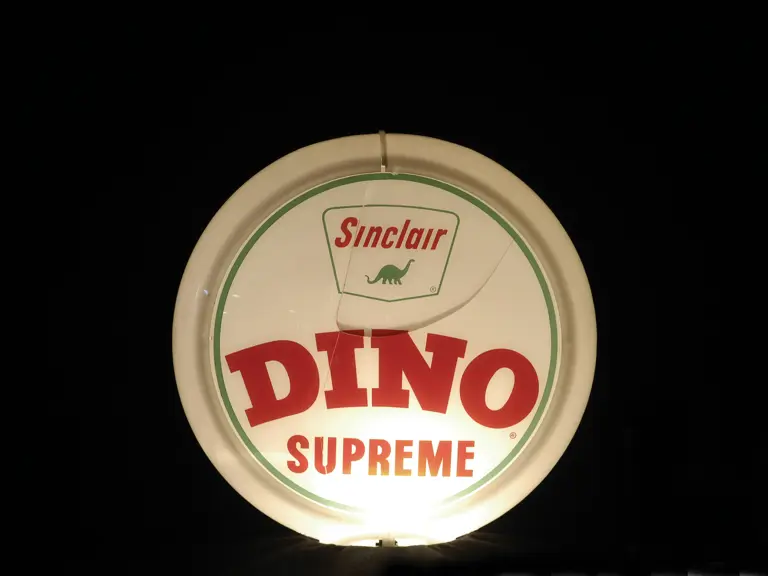 Sinclair
®
DINO
®
SUPREME